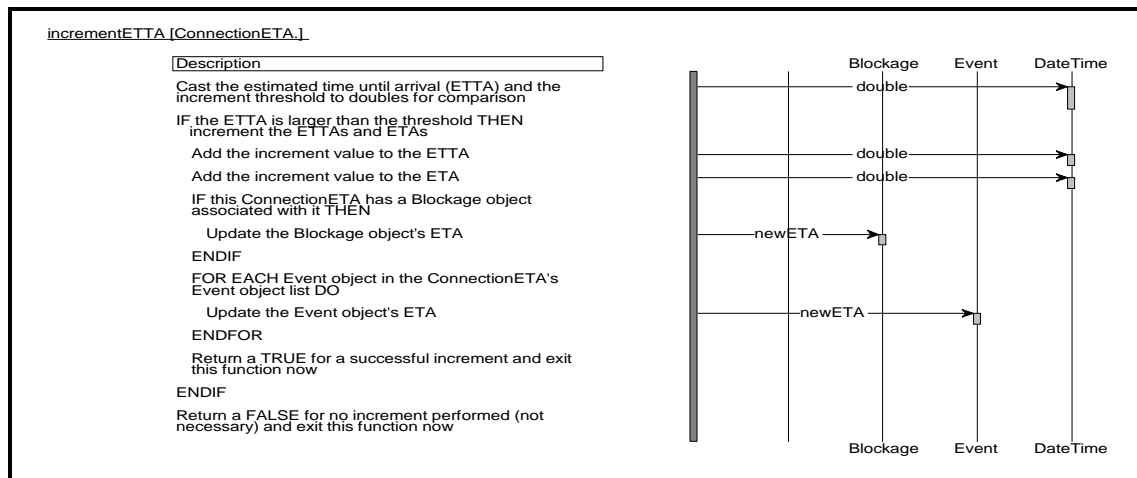 incrementETTA [ConnectionETA.]
Description
Blockage Event DateTime
Cast the estimated time until arrival (ETTA) and the
increment threshold to doubles for comparison
double
IF the ETTA is larger than the threshold THEN
increment the ETTAs and ETAs
Add the increment value to the ETTA
double
Add the increment value to the ETA
double
IF this ConnectionETA has a Blockage object
associated with it THEN
Update the Blockage object's ETA
newETA
ENDIF
FOR EACH Event object in the ConnectionETA's
Event object list DO
Update the Event object's ETA
newETA
ENDFOR
Return a TRUE for a successful increment and exit
this function now
ENDIF
Return a FALSE for no increment performed (not
necessary) and exit this function now
Blockage Event DateTime